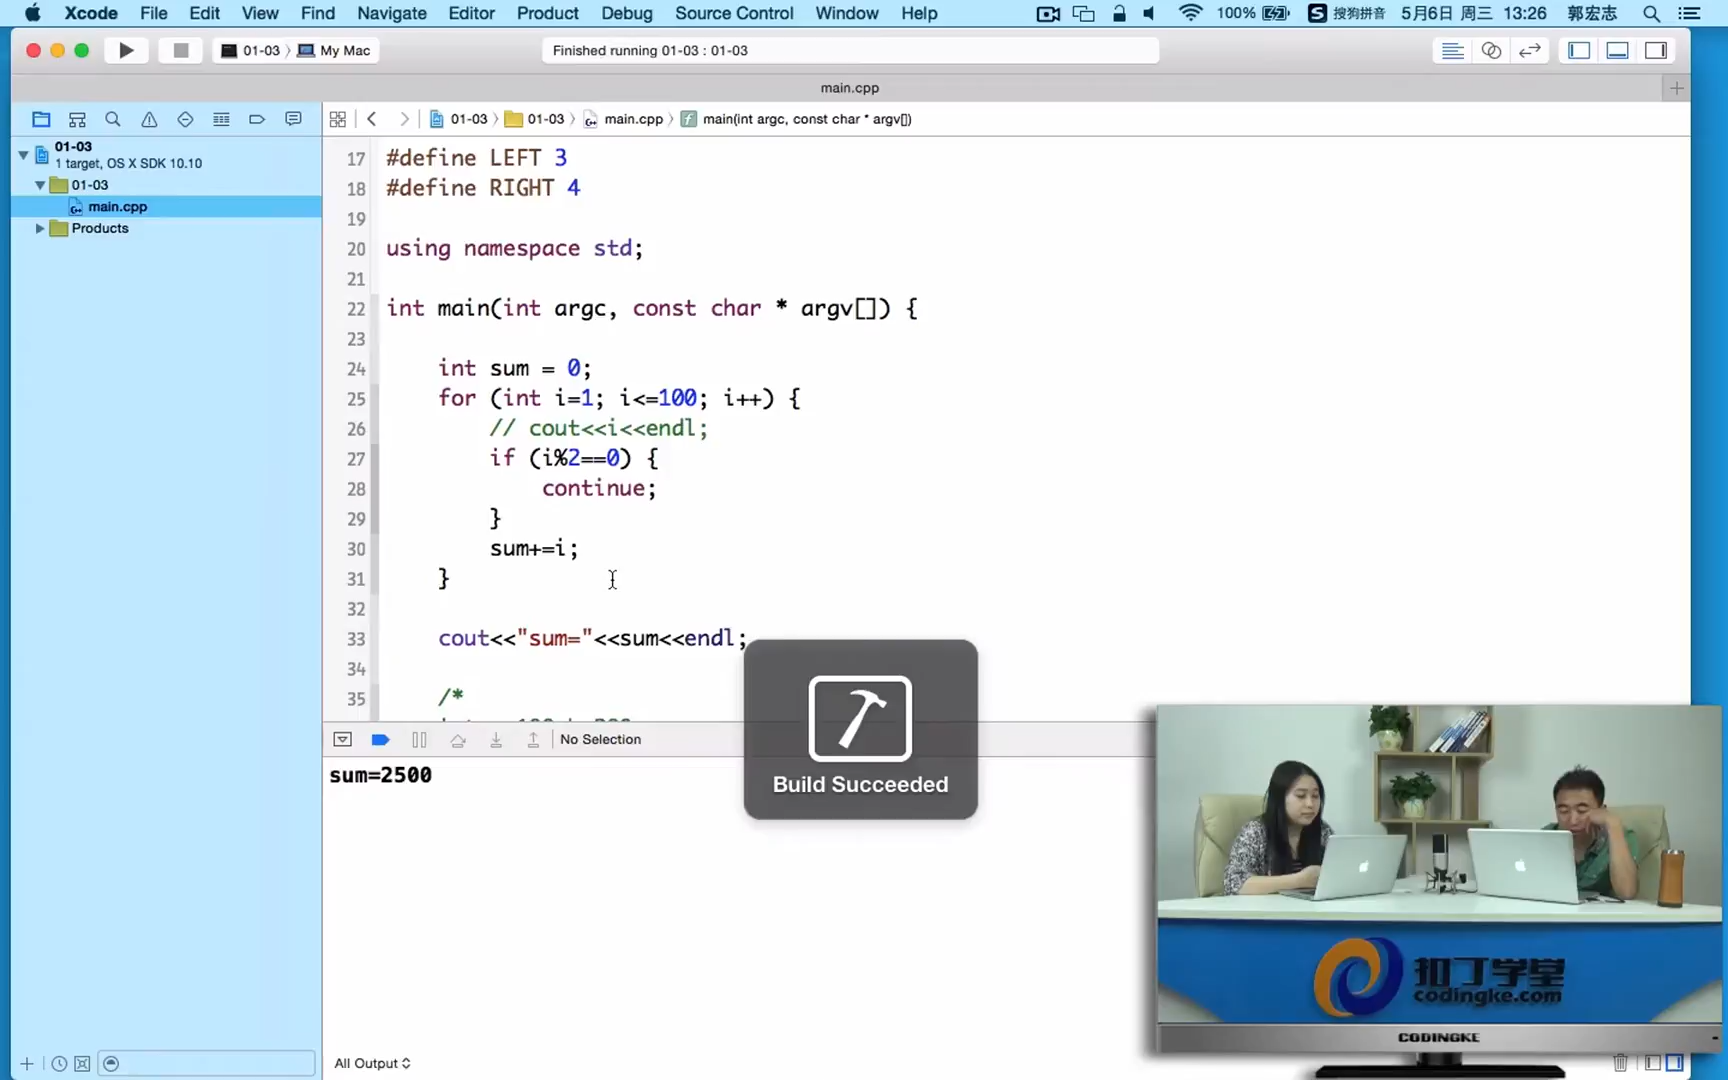 Xcode File Edit View Find Navigate Editor Product Debug Source Control Window Help 100% 搜狗拼音 5月6日 周三 13:26 郭宏志
01-03 My Mac Finished running 01-03 : 01-03
main.cpp
01-03 01-03 main.cpp main(int argc, const char * argv[])
01-03
1 target, OS X SDK 10.10
01-03
main.cpp
Products
17 #define LEFT 3
18 #define RIGHT 4
19
20 using namespace std;
21
22 int main(int argc, const char * argv[]) {
23
24 int sum = 0;
25 for (int i=1; i<=100; i++) {
26 // cout<<i<<endl;
27 if (i%2==0) {
28 continue;
29 }
30 sum+=i;
31 }
32
33 cout<<"sum="<<sum<<endl;
34
35 /*
No Selection
sum=2500
Build Succeeded
扣丁学堂
codingke.com
CODINGKE
All Output